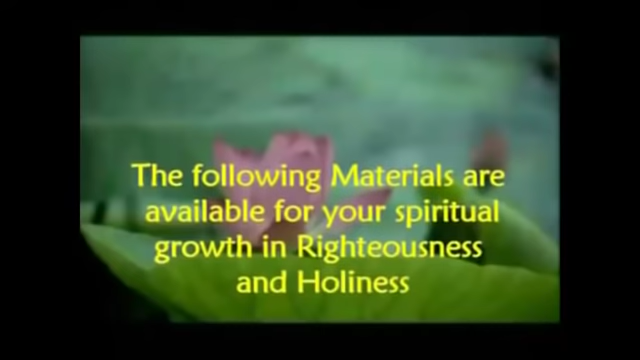 The following Materials are
available for your spiritual
growth in Righteousness
and Holiness